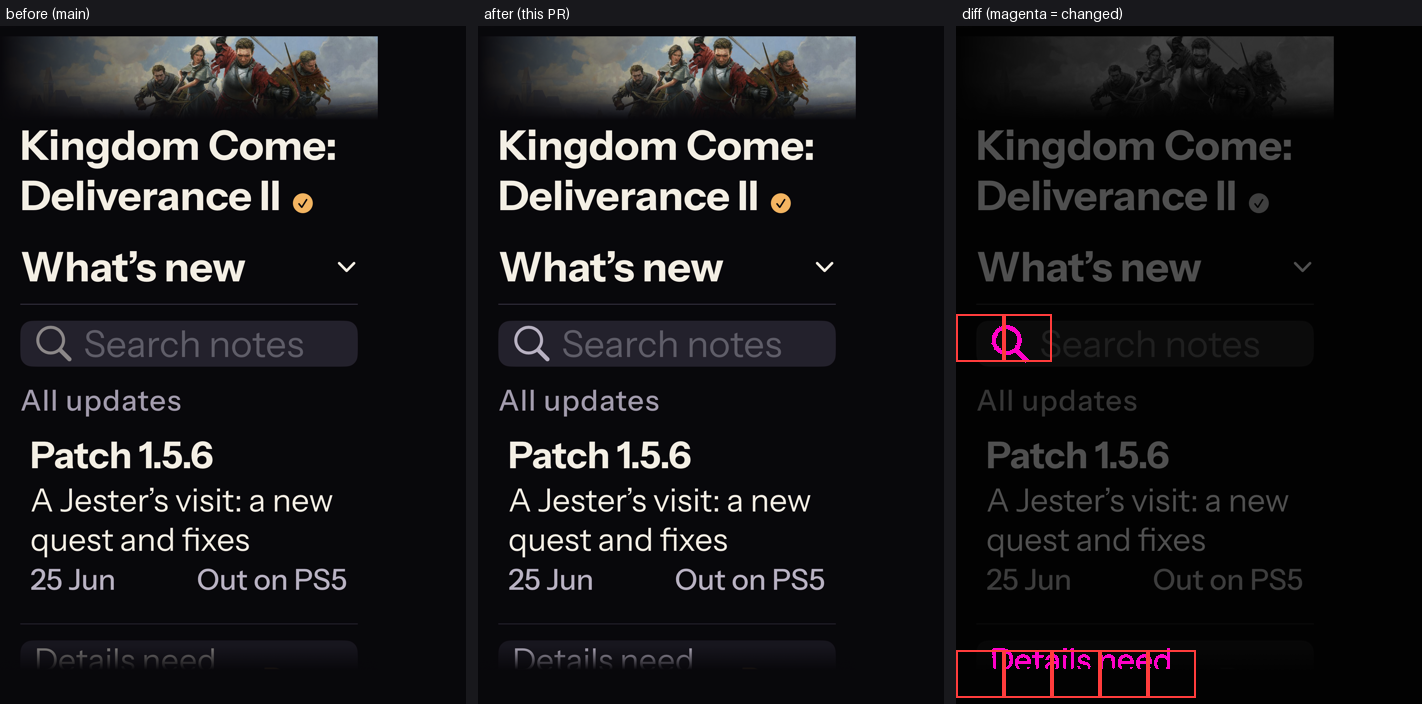 before (main)
after (this PR)
diff (magenta = changed)
Kingdom Come:
Deliverance II
What’s new
Search notes
All updates
Patch 1.5.6
A Jester’s visit: a new
quest and fixes
25 Jun
Out on PS5
Details need
Kingdom Come:
Deliverance II
What’s new
Search notes
All updates
Patch 1.5.6
A Jester’s visit: a new
quest and fixes
25 Jun
Out on PS5
Details need
Kingdom Come:
Deliverance II
What’s new
Search notes
All updates
Patch 1.5.6
A Jester’s visit: a new
quest and fixes
25 Jun
Out on PS5
Details need